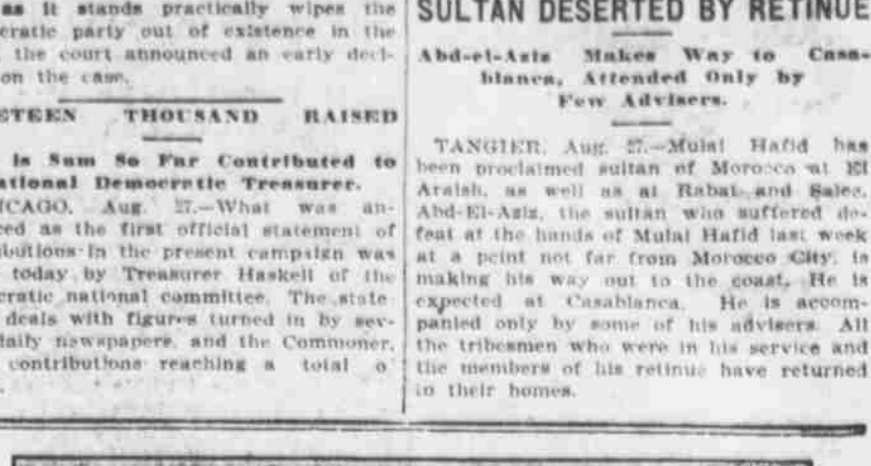 as it stands practically wipes the
cratic party out of existence in the
the court announced an early deci-
on the case.
ETEEN THOUSAND RAISED
is Sum So Far Contributed to
ational Democratic Treasurer.
ICAGO, Aug. 27.—What was an-
ced as the first official statement of
ibutions in the present campaign was
today by Treasurer Haskell of the
cratic national committee. The state
deals with figures turned in by sev-
daily newspapers, and the Commoner,
contributions reaching a total o
SULTAN DESERTED BY RETINUE
Abd-el-Aziz Makes Way to Casa-
blanca, Attended Only by
Few Advisers.
TANGIER, Aug. 27.—Mulai Hafid has
been proclaimed sultan of Morocco at El
Araish, as well as at Rabat and Salee.
Abd-El-Aziz, the sultan who suffered de-
feat at the hands of Mulai Hafid last week
at a point not far from Morocco City, is
making his way out to the coast. He is
expected at Casablanca. He is accom-
panied only by some of his advisers. All
the tribesmen who were in his service and
the members of his retinue have returned
to their homes.